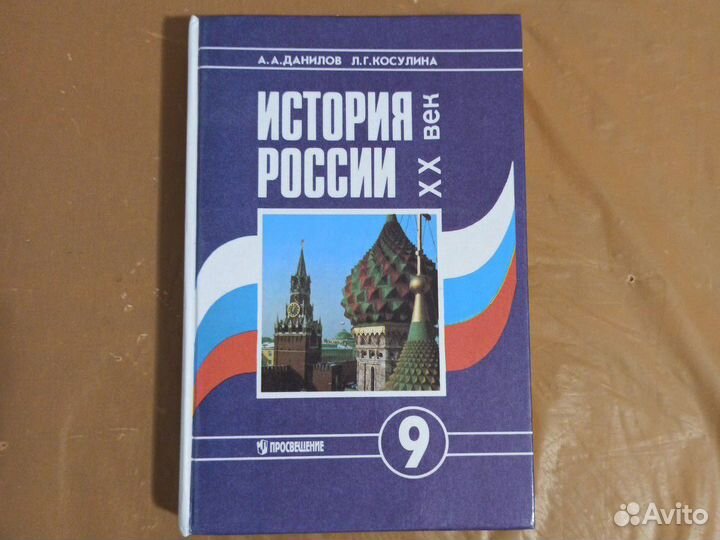 А. А. ДАНИЛОВ Л. Г. КОСУЛИНА
ИСТОРИЯ
РОССИИ
XX век
ПРОСВЕЩЕНИЕ
9
Avito